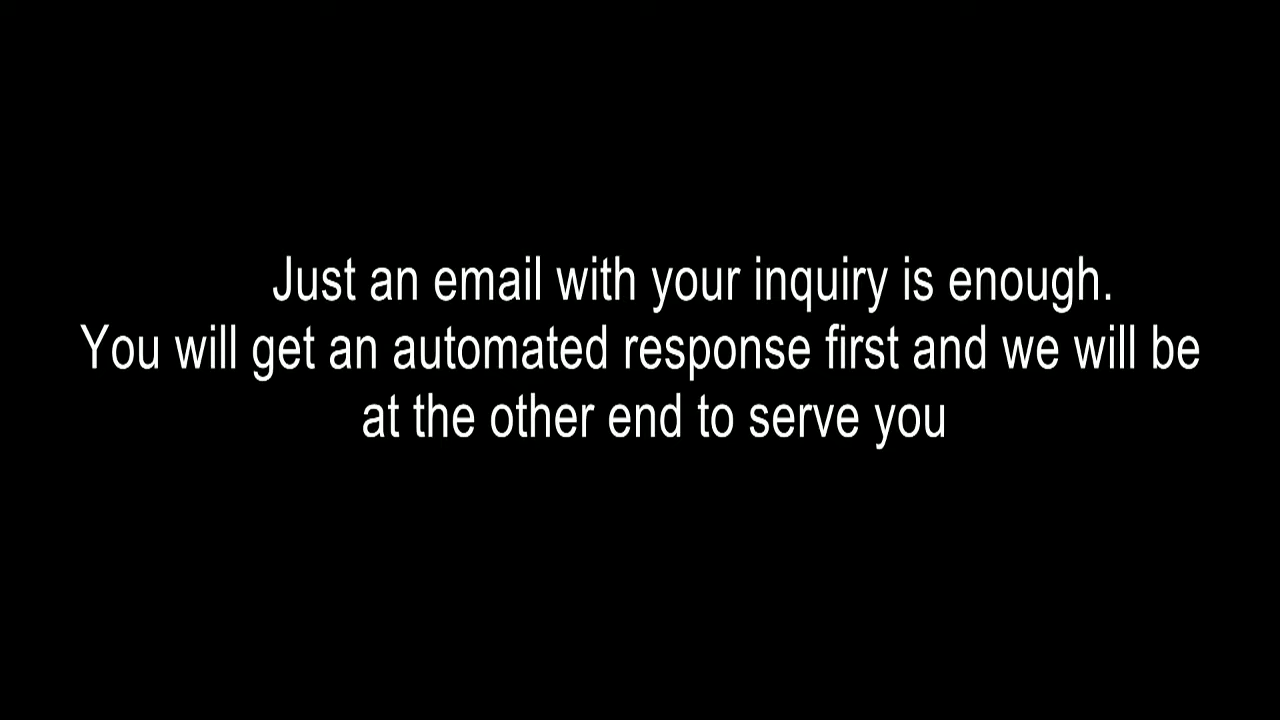 Just an email with your inquiry is enough.
You will get an automated response first and we will be
at the other end to serve you